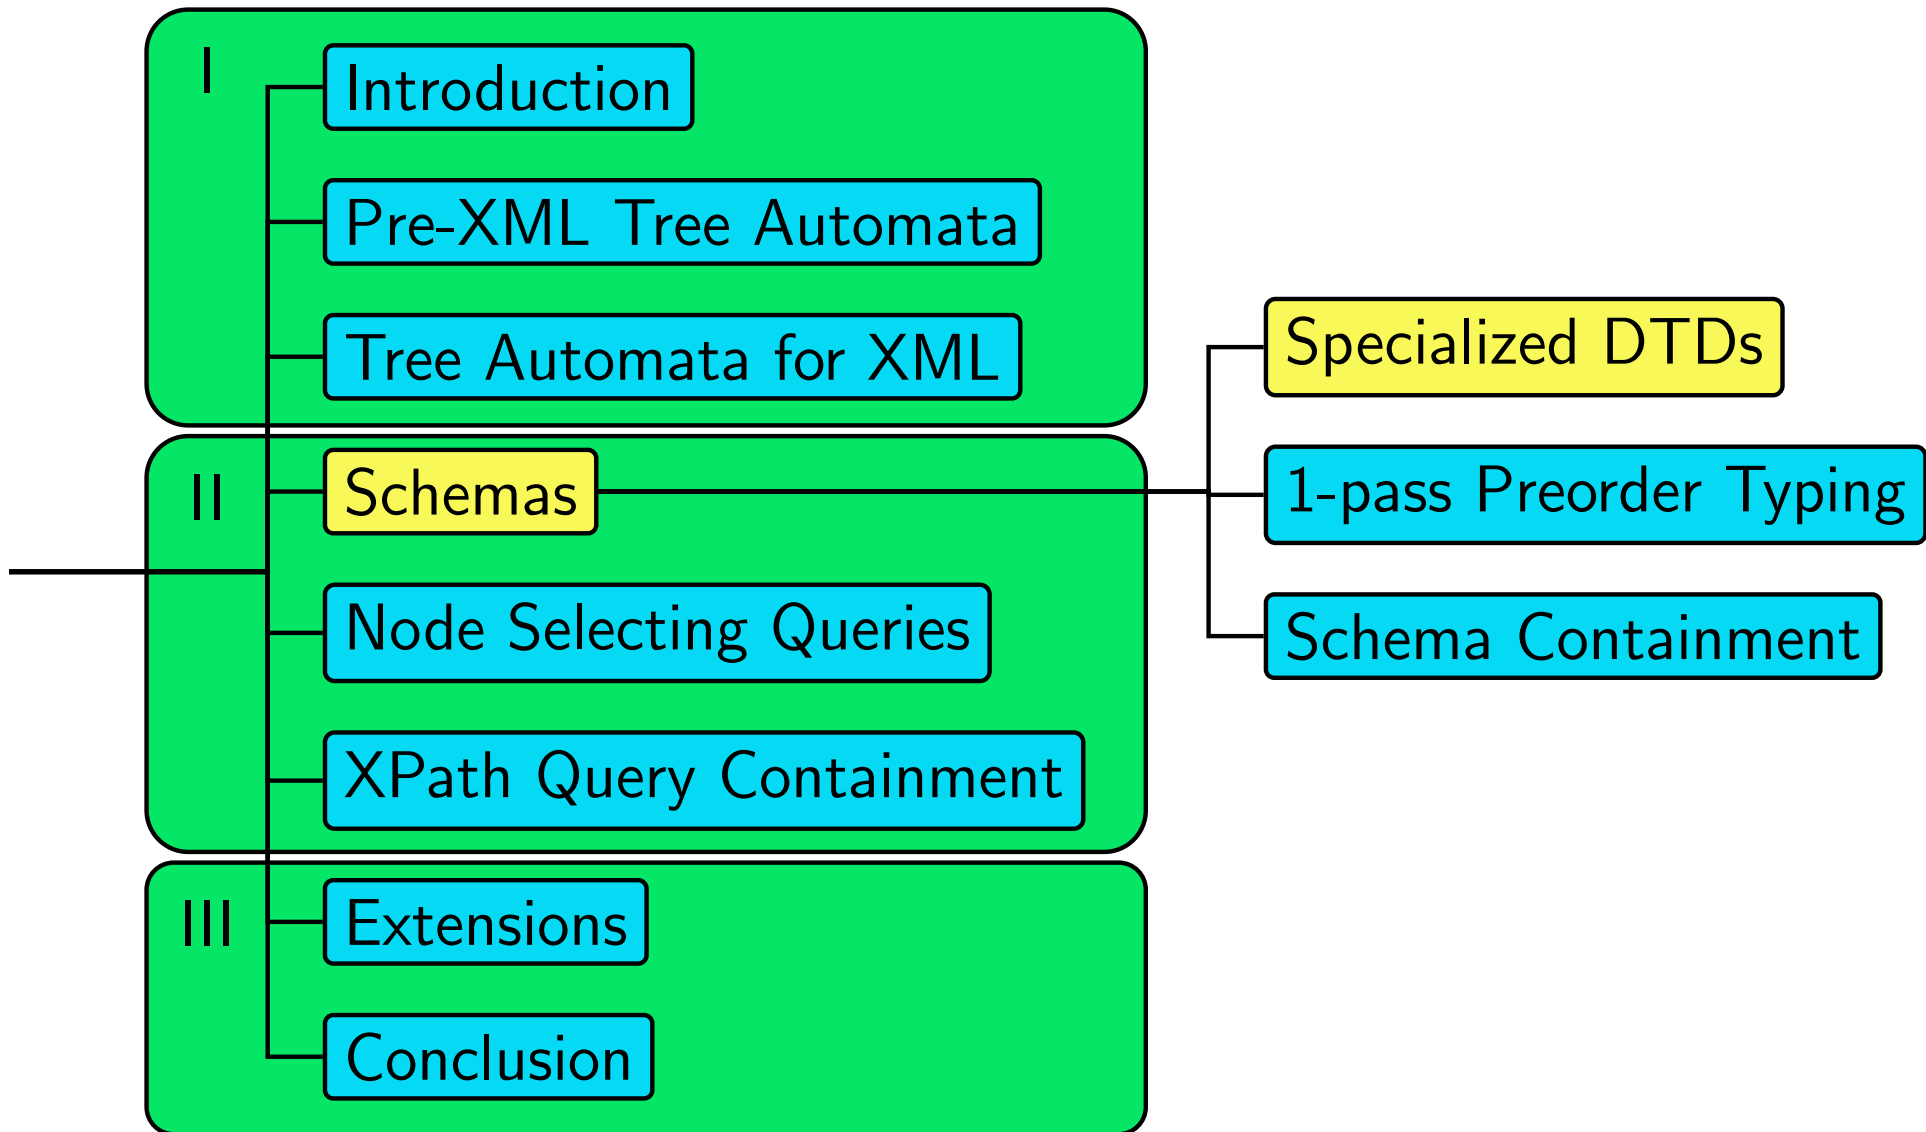 I
Introduction
Pre-XML Tree Automata
Tree Automata for XML
II
Schemas
Node Selecting Queries
XPath Query Containment
III
Extensions
Conclusion
Specialized DTDs
1-pass Preorder Typing
Schema Containment